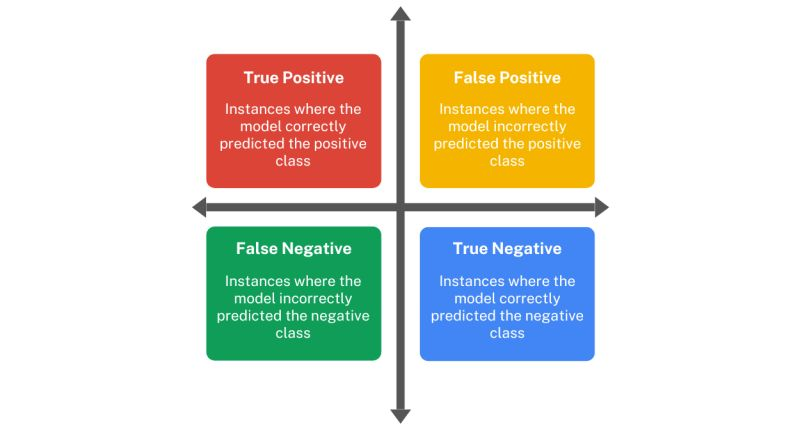 True Positive
Instances where the
model correctly
predicted the positive
class
False Positive
Instances where the
model incorrectly
predicted the positive
class
False Negative
Instances where the
model incorrectly
predicted the negative
class
True Negative
Instances where the
model correctly
predicted the negative
class